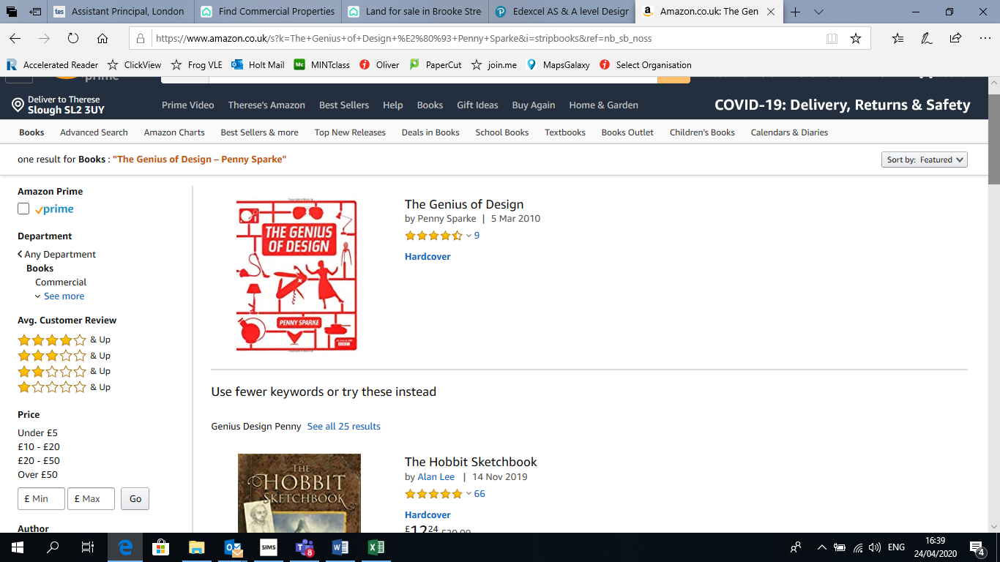 tes Assistant Principal, London
Find Commercial Properties
Land for sale in Brooke Stre
Edexcel AS & A level Design
Amazon.co.uk: The Gen
https://www.amazon.co.uk/s?k=The+Genius+of+Design+%E2%80%93+Penny+Sparke&i=stripbooks&ref=nb_sb_noss
Accelerated Reader
ClickView
Frog VLE
Holt Mail
Mc MINTclass
Oliver
PaperCut
join.me
MapsGalaxy
Select Organisation
prime
Deliver to Therese
Slough SL2 3UY
Prime Video Therese's Amazon Best Sellers Help Books Gift Ideas Buy Again Home & Garden
COVID-19: Delivery, Returns & Safety
Books Advanced Search Amazon Charts Best Sellers & more Top New Releases Deals in Books School Books Textbooks Books Outlet Children's Books Calendars & Diaries
one result for Books : "The Genius of Design – Penny Sparke"
Sort by: Featured
Amazon Prime
prime
Department
Any Department
Books
Commercial
See more
Avg. Customer Review
& Up
& Up
& Up
& Up
Price
Under £5
£10 - £20
£20 - £50
Over £50
£ Min £ Max Go
Author
THE GENIUS
OF DESIGN
PENNY SPARKE
BBC
The Genius of Design
by Penny Sparke | 5 Mar 2010
9
Hardcover
Use fewer keywords or try these instead
Genius Design Penny See all 25 results
THE
HOBBIT
SKETCHBOOK
The Hobbit Sketchbook
by Alan Lee | 14 Nov 2019
66
Hardcover
£12.24 £20.00
SIMS
8
ENG
16:39
24/04/2020
4